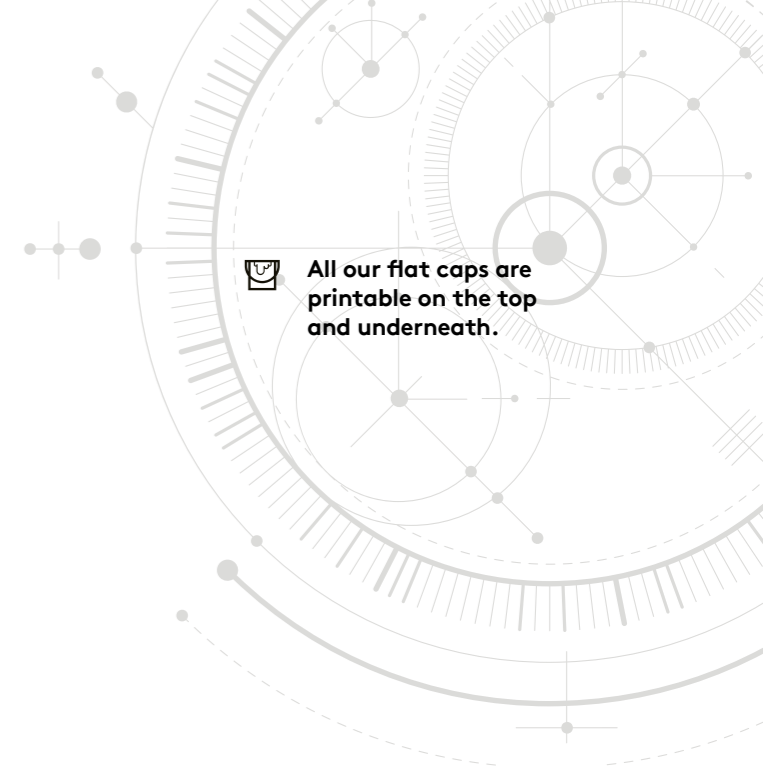 All our flat caps are
printable on the top
and underneath.